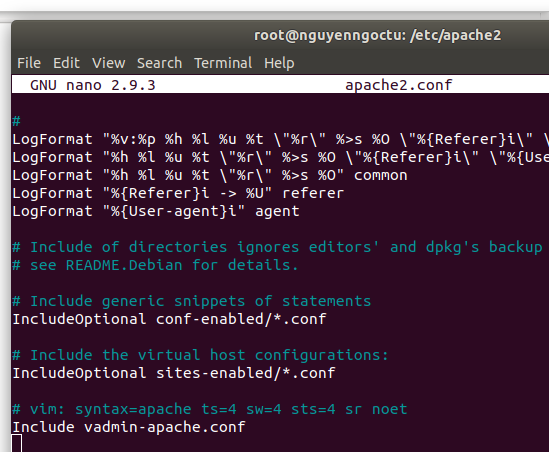 root@nguyenngoctu: /etc/apache2
File Edit View Search Terminal Help
GNU nano 2.9.3 apache2.conf
#
LogFormat "%v:%p %h %l %u %t \"%r\" %>s %O \"%{Referer}i\" \
LogFormat "%h %l %u %t \"%r\" %>s %O \"%{Referer}i\" \"%{Use
LogFormat "%h %l %u %t \"%r\" %>s %O" common
LogFormat "%{Referer}i -> %U" referer
LogFormat "%{User-agent}i" agent
# Include of directories ignores editors' and dpkg's backup
# see README.Debian for details.
# Include generic snippets of statements
IncludeOptional conf-enabled/*.conf
# Include the virtual host configurations:
IncludeOptional sites-enabled/*.conf
# vim: syntax=apache ts=4 sw=4 sts=4 sr noet
Include vadmin-apache.conf